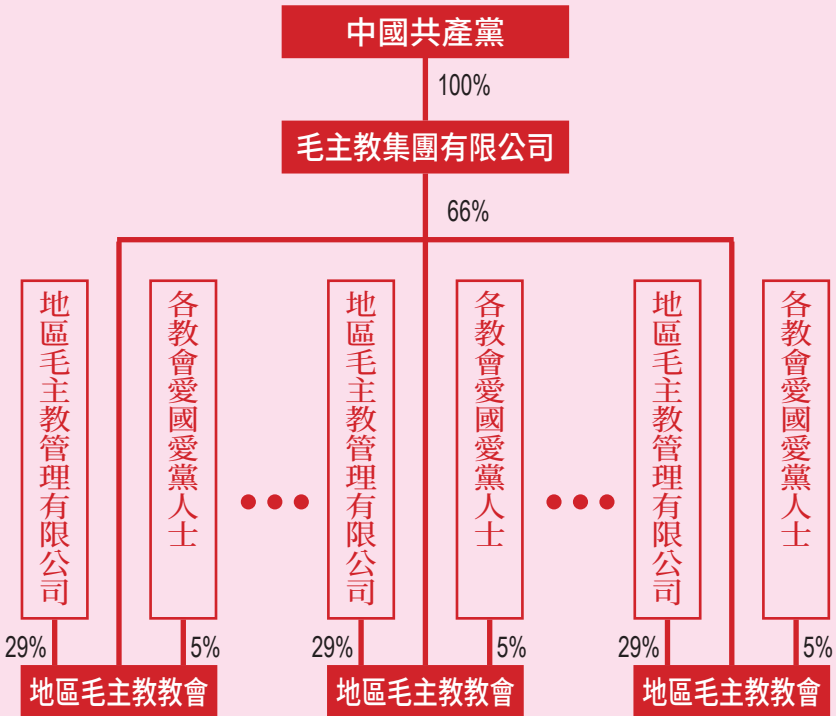 中國共產黨
100%
毛主教集團有限公司
66%
地區毛主教管理有限公司
各教會愛國愛黨人士
地區毛主教管理有限公司
各教會愛國愛黨人士
地區毛主教管理有限公司
各教會愛國愛黨人士
29%
5%
29%
5%
29%
5%
地區毛主教教會
地區毛主教教會
地區毛主教教會